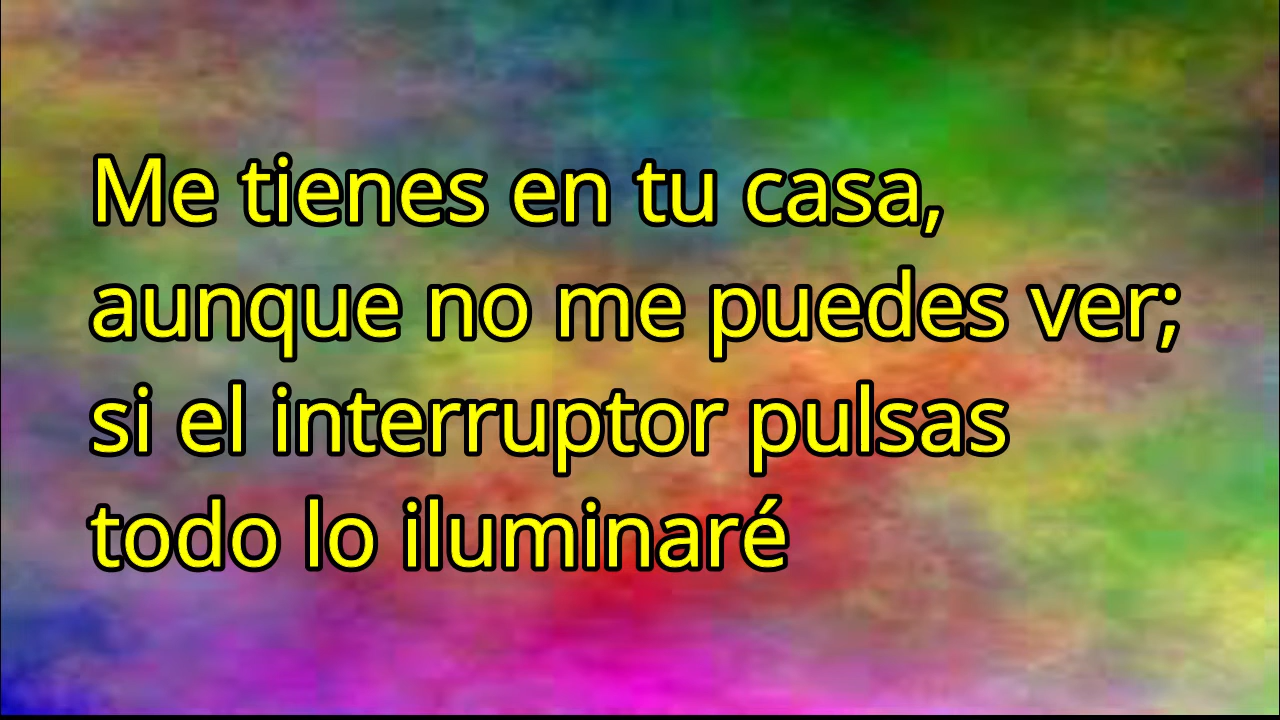 Me tienes en tu casa,
aunque no me puedes ver;
si el interruptor pulsas
todo lo iluminaré